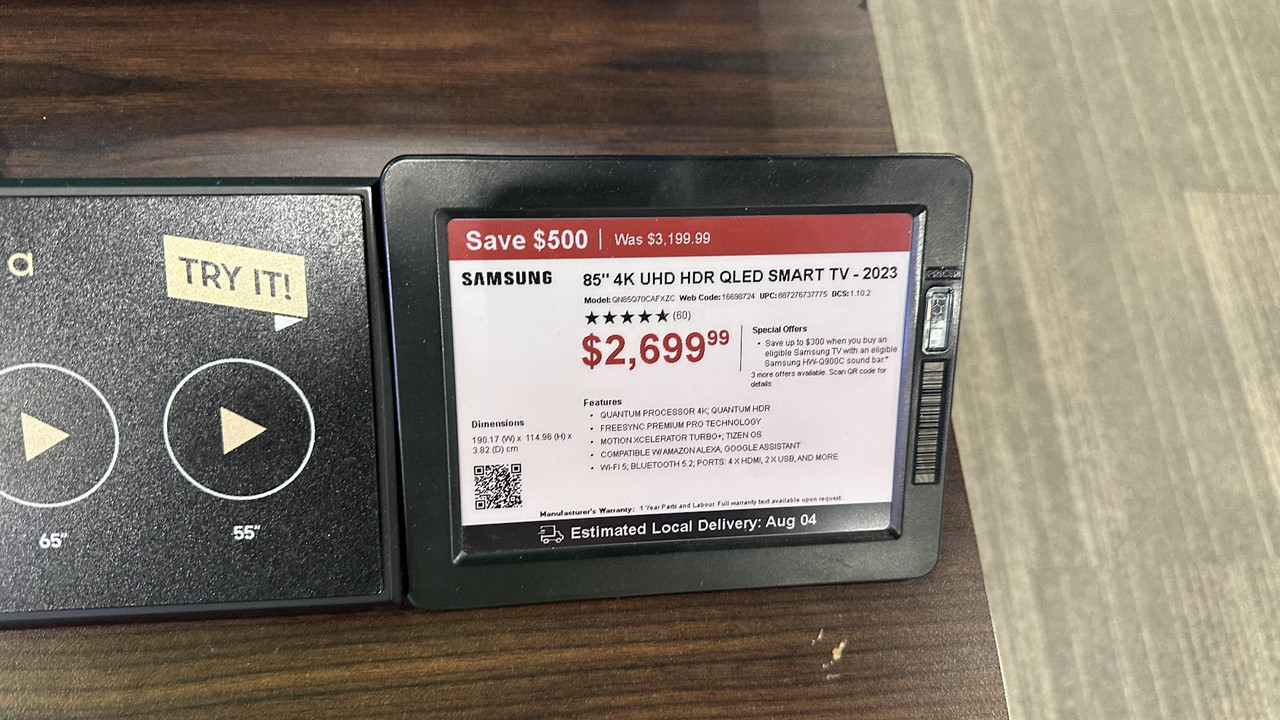 a
TRY IT!
65"
55"
Save $500 | Was $3,199.99
SAMSUNG
85" 4K UHD HDR QLED SMART TV - 2023
Model: QN85Q70CAFXZC Web Code: 16698724 UPC: 887276737775 DCS: 1.10.2
(60)
$2,699.99
Special Offers
• Save up to $300 when you buy an
eligible Samsung TV with an eligible
Samsung HW-Q900C sound bar.*
3 more offers available. Scan QR code for
details
Features
• QUANTUM PROCESSOR 4K; QUANTUM HDR
• FREESYNC PREMIUM PRO TECHNOLOGY
• MOTION XCELERATOR TURBO+; TIZEN OS
• COMPATIBLE W/AMAZON ALEXA, GOOGLE ASSISTANT
• WI-FI 5; BLUETOOTH 5.2; PORTS: 4 X HDMI, 2 X USB, AND MORE
Dimensions
190.17 (W) x 114.96 (H) x
3.82 (D) cm
Manufacturer's Warranty: 1 Year Parts and Labour. Full warranty text available upon request.
Estimated Local Delivery: Aug 04
PRICER